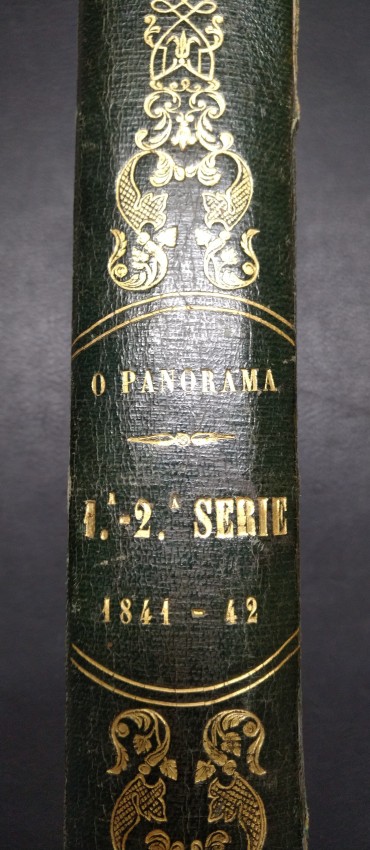 O PANORAMA
1.ª-2.ª SERIE
1841 - 42